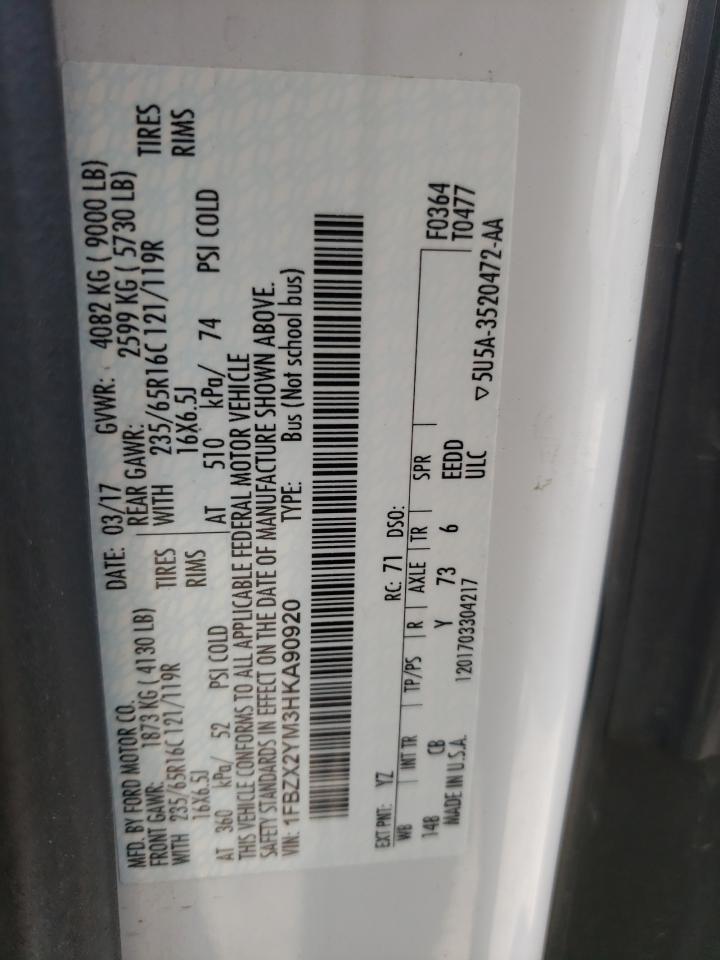 MFD. BY FORD MOTOR CO. DATE: 03/17 GVWR: 4082 KG ( 9000 LB)
FRONT GAWR: 1873 KG ( 4130 LB) REAR GAWR: 2599 KG ( 5730 LB)
WITH 235/65R16C 121/119R TIRES WITH 235/65R16C 121/119R TIRES
16X6.5J RIMS 16X6.5J RIMS
AT 360 kPa/ 52 PSI COLD AT 510 kPa/ 74 PSI COLD
THIS VEHICLE CONFORMS TO ALL APPLICABLE FEDERAL MOTOR VEHICLE
SAFETY STANDARDS IN EFFECT ON THE DATE OF MANUFACTURE SHOWN ABOVE.
VIN: 1FBZX2YM3HKA90920 TYPE: Bus (Not school bus)
EXT PNT: YZ RC: 71 DSO:
WB INT TR TP/PS R AXLE TR SPR F0364
T0477
148 CB Y 73 6 EEDD
ULC
MADE IN U.S.A. 1201703304217 ▽5U5A-3520472-AA